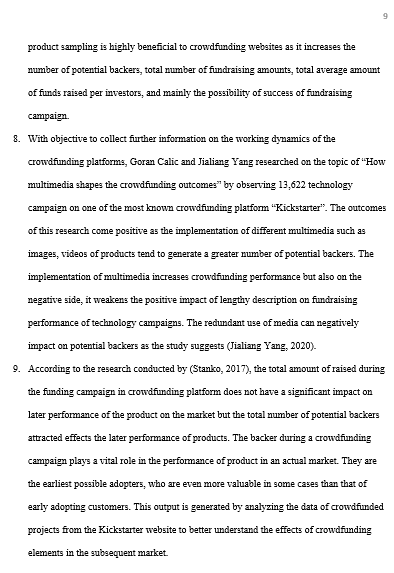 9
product sampling is highly beneficial to crowdfunding websites as it increases the
number of potential backers, total number of fundraising amounts, total average amount
of funds raised per investors, and mainly the possibility of success of fundraising
campaign.
8. With objective to collect further information on the working dynamics of the
crowdfunding platforms, Goran Calic and Jialiang Yang researched on the topic of “How
multimedia shapes the crowdfunding outcomes” by observing 13,622 technology
campaign on one of the most known crowdfunding platform “Kickstarter”. The outcomes
of this research come positive as the implementation of different multimedia such as
images, videos of products tend to generate a greater number of potential backers. The
implementation of multimedia increases crowdfunding performance but also on the
negative side, it weakens the positive impact of lengthy description on fundraising
performance of technology campaigns. The redundant use of media can negatively
impact on potential backers as the study suggests (Jialiang Yang, 2020).
9. According to the research conducted by (Stanko, 2017), the total amount of raised during
the funding campaign in crowdfunding platform does not have a significant impact on
later performance of the product on the market but the total number of potential backers
attracted effects the later performance of products. The backer during a crowdfunding
campaign plays a vital role in the performance of product in an actual market. They are
the earliest possible adopters, who are even more valuable in some cases than that of
early adopting customers. This output is generated by analyzing the data of crowdfunded
projects from the Kickstarter website to better understand the effects of crowdfunding
elements in the subsequent market.